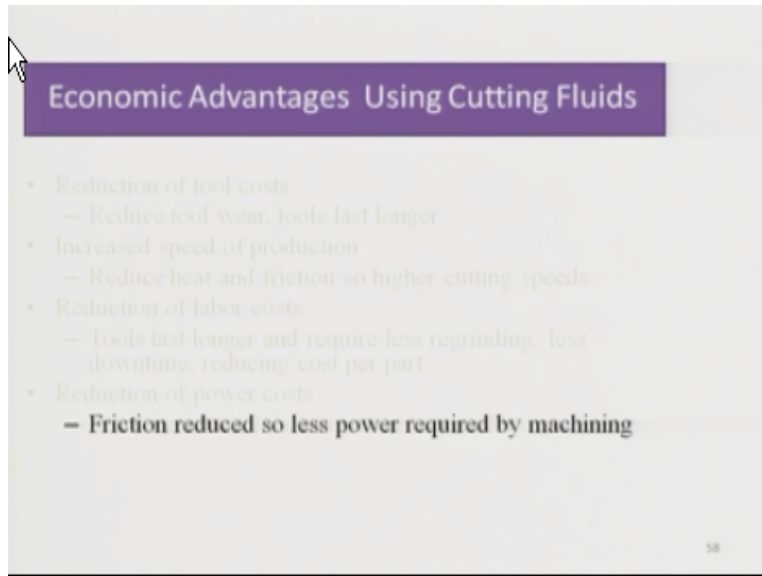 Economic Advantages Using Cutting Fluids
• Reduction of tool costs
– Reduce tool wear, tools last longer
• Increased speed of production
– Reduce heat and friction so higher cutting speeds
• Reduction of labor costs
– Tools last longer and require less regrinding, less
downtime, reducing cost per part
• Reduction of power costs
– Friction reduced so less power required by machining
58